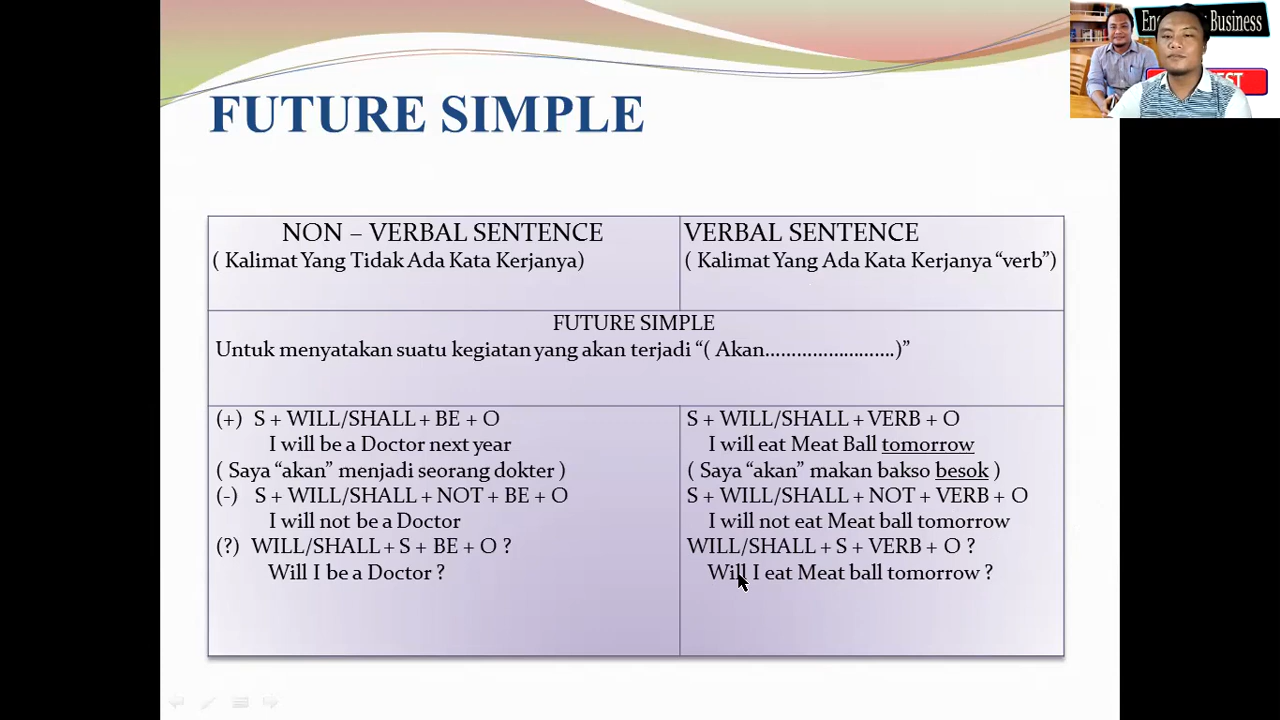 English Business
FUTURE SIMPLE
NON – VERBAL SENTENCE
( Kalimat Yang Tidak Ada Kata Kerjanya)
VERBAL SENTENCE
( Kalimat Yang Ada Kata Kerjanya “verb”)
FUTURE SIMPLE
Untuk menyatakan suatu kegiatan yang akan terjadi “( Akan……………………)”
(+) S + WILL/SHALL + BE + O
I will be a Doctor next year
( Saya “akan” menjadi seorang dokter )
(-) S + WILL/SHALL + NOT + BE + O
I will not be a Doctor
(?) WILL/SHALL + S + BE + O ?
Will I be a Doctor ?
S + WILL/SHALL + VERB + O
I will eat Meat Ball tomorrow
( Saya “akan” makan bakso besok )
S + WILL/SHALL + NOT + VERB + O
I will not eat Meat ball tomorrow
WILL/SHALL + S + VERB + O ?
Will I eat Meat ball tomorrow ?